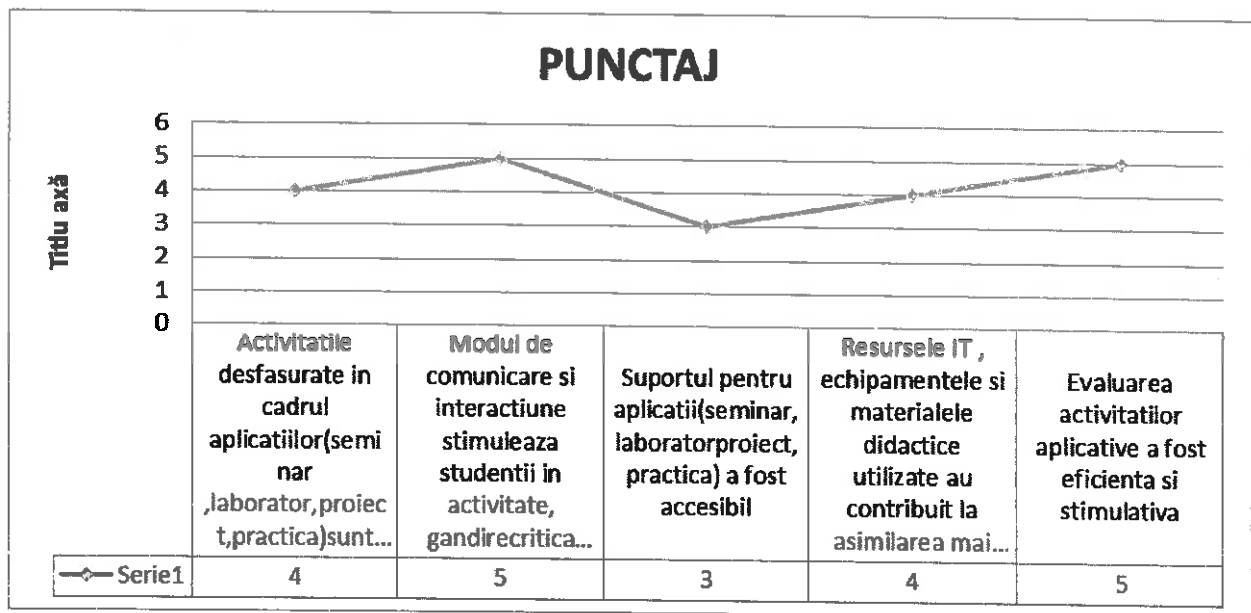 PUNCTAJ
Titlu axă
6
5
4
3
2
1
0
Activitatile
desfasurate in
cadrul
aplicatiilor(semi
nar
,laborator,proiec
t,practica)sunt...
Modul de
comunicare si
interactiune
stimuleaza
studentii in
activitate,
gandirecritica...
Suportul pentru
aplicatii(seminar,
laboratorproiect,
practica) a fost
accesibil
Resursele IT ,
echipamentele si
materialele
didactice
utilizate au
contribuit la
asimilarea mai...
Evaluarea
activitatilor
aplicative a fost
eficienta si
stimulativa
Serie1 4 5 3 4 5